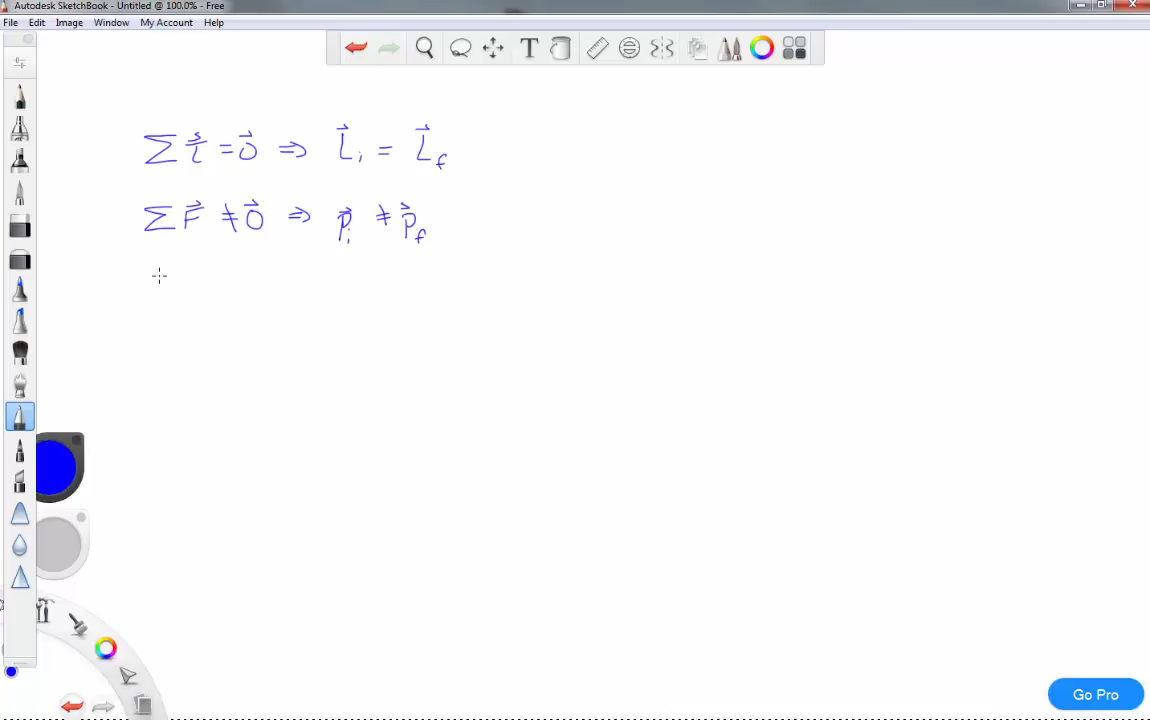 Autodesk SketchBook - Untitled @ 100.0% - Free
File Edit Image Window My Account Help
∑ τ⃗ = 0⃗ ⇒ L⃗i = L⃗f
∑ F⃗ ≠ 0⃗ ⇒ p⃗i ≠ p⃗f
Go Pro